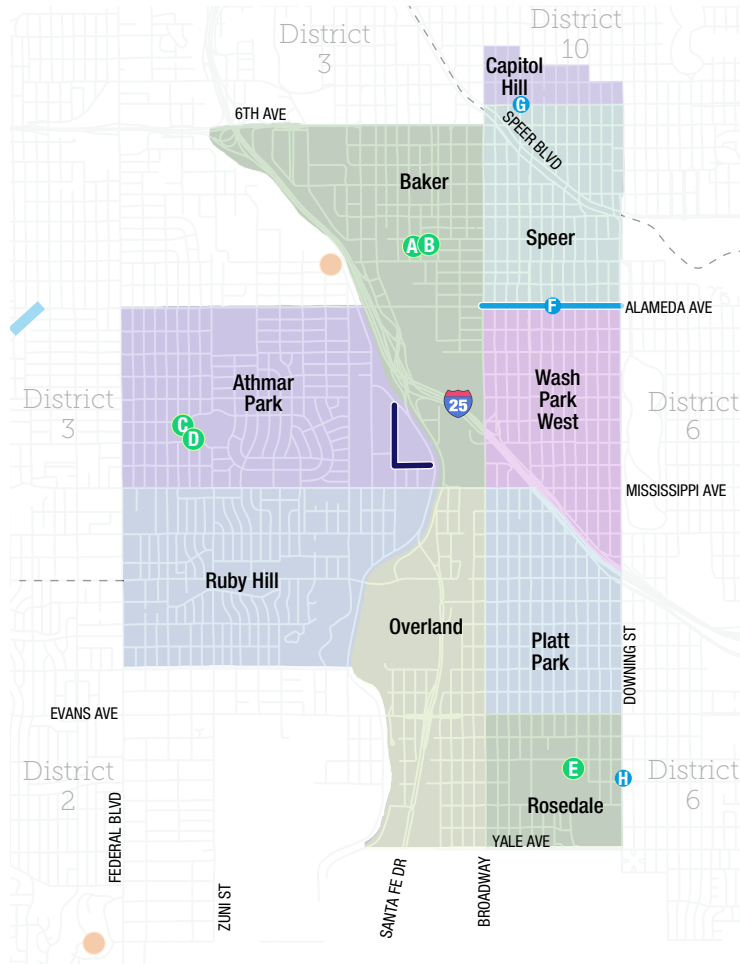 District
3
District
10
Capitol
Hill
G
6TH AVE
SPEER BLVD
Baker
A
B
Speer
F
ALAMEDA AVE
Athmar
Park
Wash
Park
West
25
District
3
District
6
C
D
MISSISSIPPI AVE
Ruby Hill
Overland
Platt
Park
DOWNING ST
EVANS AVE
District
2
E
H
District
6
Rosedale
YALE AVE
FEDERAL BLVD
ZUNI ST
SANTA FE DR
BROADWAY